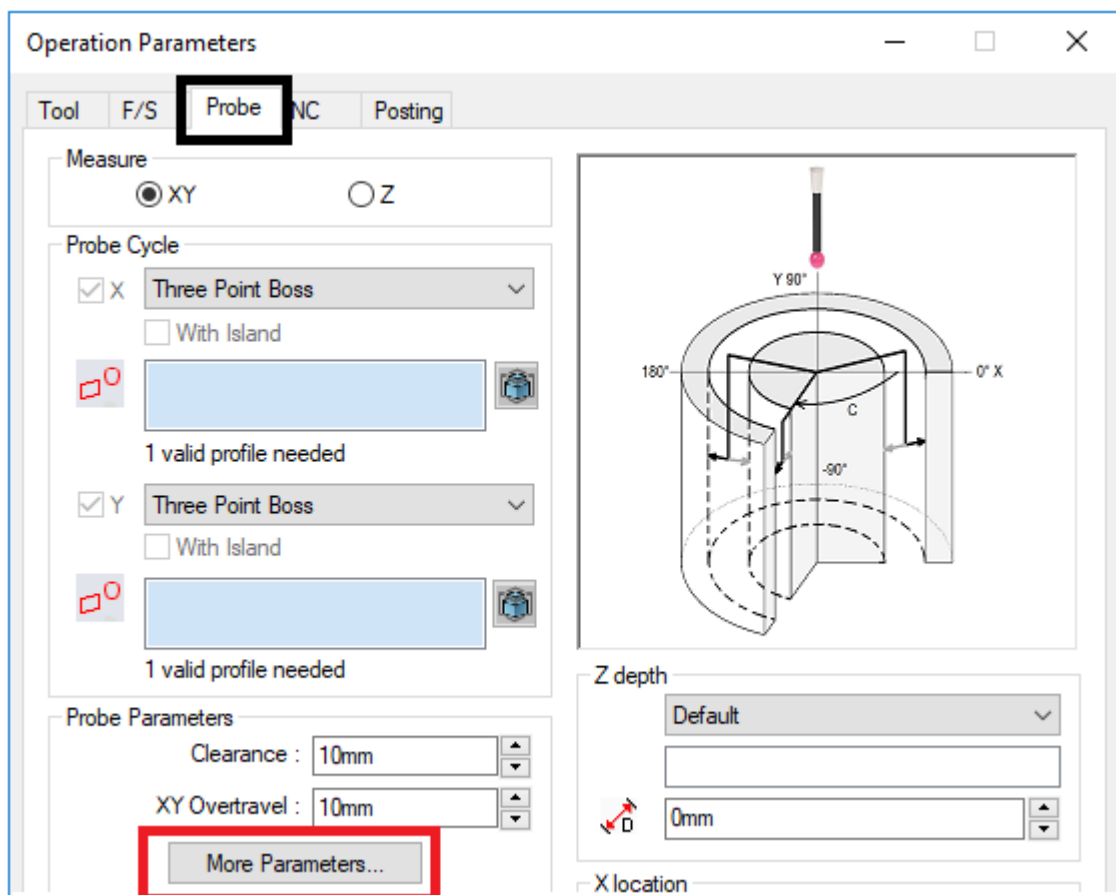 Operation Parameters
Tool F/S Probe NC Posting
Measure
XY Z
Probe Cycle
X Three Point Boss
With Island
1 valid profile needed
Y Three Point Boss
With Island
1 valid profile needed
Probe Parameters
Clearance : 10mm
XY Overtravel : 10mm
More Parameters...
Y 90°
180° 0° X
C
-90°
Z depth
Default
D 0mm
X location